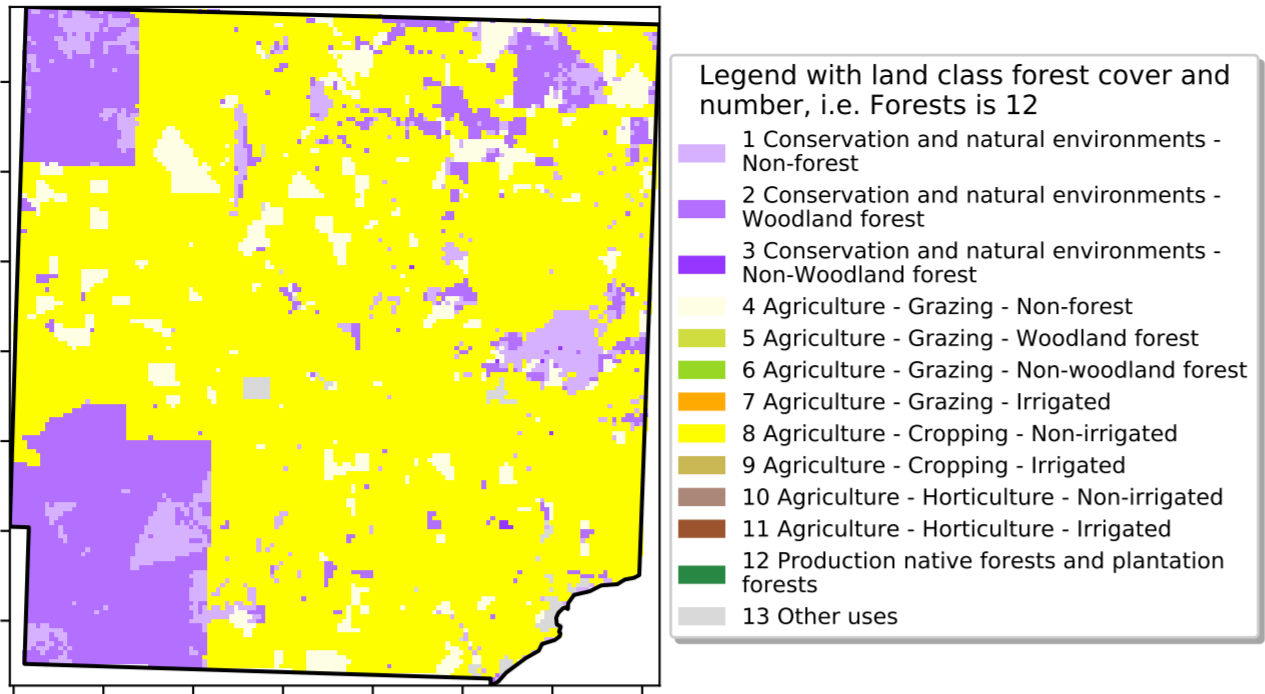 Legend with land class forest cover and
number, i.e. Forests is 12
1 Conservation and natural environments -
Non-forest
2 Conservation and natural environments -
Woodland forest
3 Conservation and natural environments -
Non-Woodland forest
4 Agriculture - Grazing - Non-forest
5 Agriculture - Grazing - Woodland forest
6 Agriculture - Grazing - Non-woodland forest
7 Agriculture - Grazing - Irrigated
8 Agriculture - Cropping - Non-irrigated
9 Agriculture - Cropping - Irrigated
10 Agriculture - Horticulture - Non-irrigated
11 Agriculture - Horticulture - Irrigated
12 Production native forests and plantation
forests
13 Other uses